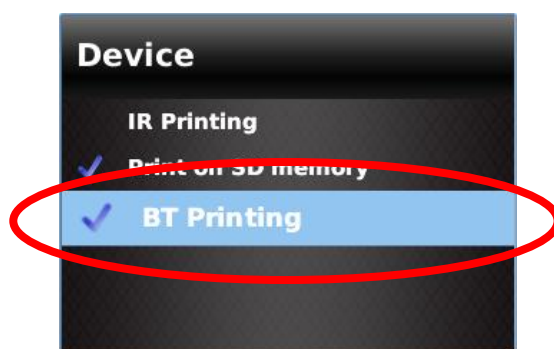 Device
IR Printing
Print on SD memory
BT Printing